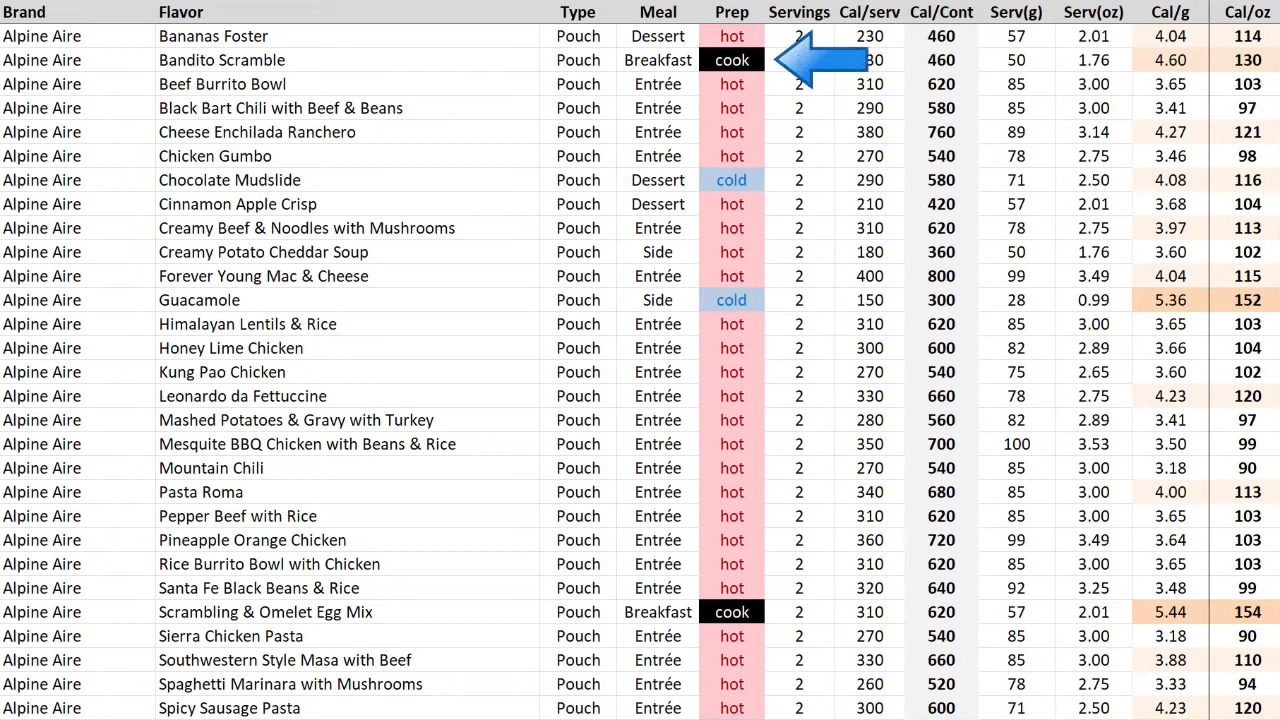 Brand Flavor Type Meal Prep Servings Cal/serv Cal/Cont Serv(g) Serv(oz) Cal/g Cal/oz
Alpine Aire Bananas Foster Pouch Dessert hot 2 230 460 57 2.01 4.04 114
Alpine Aire Bandito Scramble Pouch Breakfast cook 460 50 1.76 4.60 130
Alpine Aire Beef Burrito Bowl Pouch Entrée hot 2 310 620 85 3.00 3.65 103
Alpine Aire Black Bart Chili with Beef & Beans Pouch Entrée hot 2 290 580 85 3.00 3.41 97
Alpine Aire Cheese Enchilada Ranchero Pouch Entrée hot 2 380 760 89 3.14 4.27 121
Alpine Aire Chicken Gumbo Pouch Entrée hot 2 270 540 78 2.75 3.46 98
Alpine Aire Chocolate Mudslide Pouch Dessert cold 2 290 580 71 2.50 4.08 116
Alpine Aire Cinnamon Apple Crisp Pouch Dessert hot 2 210 420 57 2.01 3.68 104
Alpine Aire Creamy Beef & Noodles with Mushrooms Pouch Entrée hot 2 310 620 78 2.75 3.97 113
Alpine Aire Creamy Potato Cheddar Soup Pouch Side hot 2 180 360 50 1.76 3.60 102
Alpine Aire Forever Young Mac & Cheese Pouch Entrée hot 2 400 800 99 3.49 4.04 115
Alpine Aire Guacamole Pouch Side cold 2 150 300 28 0.99 5.36 152
Alpine Aire Himalayan Lentils & Rice Pouch Entrée hot 2 310 620 85 3.00 3.65 103
Alpine Aire Honey Lime Chicken Pouch Entrée hot 2 300 600 82 2.89 3.66 104
Alpine Aire Kung Pao Chicken Pouch Entrée hot 2 270 540 75 2.65 3.60 102
Alpine Aire Leonardo da Fettuccine Pouch Entrée hot 2 330 660 78 2.75 4.23 120
Alpine Aire Mashed Potatoes & Gravy with Turkey Pouch Entrée hot 2 280 560 82 2.89 3.41 97
Alpine Aire Mesquite BBQ Chicken with Beans & Rice Pouch Entrée hot 2 350 700 100 3.53 3.50 99
Alpine Aire Mountain Chili Pouch Entrée hot 2 270 540 85 3.00 3.18 90
Alpine Aire Pasta Roma Pouch Entrée hot 2 340 680 85 3.00 4.00 113
Alpine Aire Pepper Beef with Rice Pouch Entrée hot 2 310 620 85 3.00 3.65 103
Alpine Aire Pineapple Orange Chicken Pouch Entrée hot 2 360 720 99 3.49 3.64 103
Alpine Aire Rice Burrito Bowl with Chicken Pouch Entrée hot 2 310 620 85 3.00 3.65 103
Alpine Aire Santa Fe Black Beans & Rice Pouch Entrée hot 2 320 640 92 3.25 3.48 99
Alpine Aire Scrambling & Omelet Egg Mix Pouch Breakfast cook 2 310 620 57 2.01 5.44 154
Alpine Aire Sierra Chicken Pasta Pouch Entrée hot 2 270 540 85 3.00 3.18 90
Alpine Aire Southwestern Style Masa with Beef Pouch Entrée hot 2 330 660 85 3.00 3.88 110
Alpine Aire Spaghetti Marinara with Mushrooms Pouch Entrée hot 2 260 520 78 2.75 3.33 94
Alpine Aire Spicy Sausage Pasta Pouch Entrée hot 2 300 600 71 2.50 4.23 120